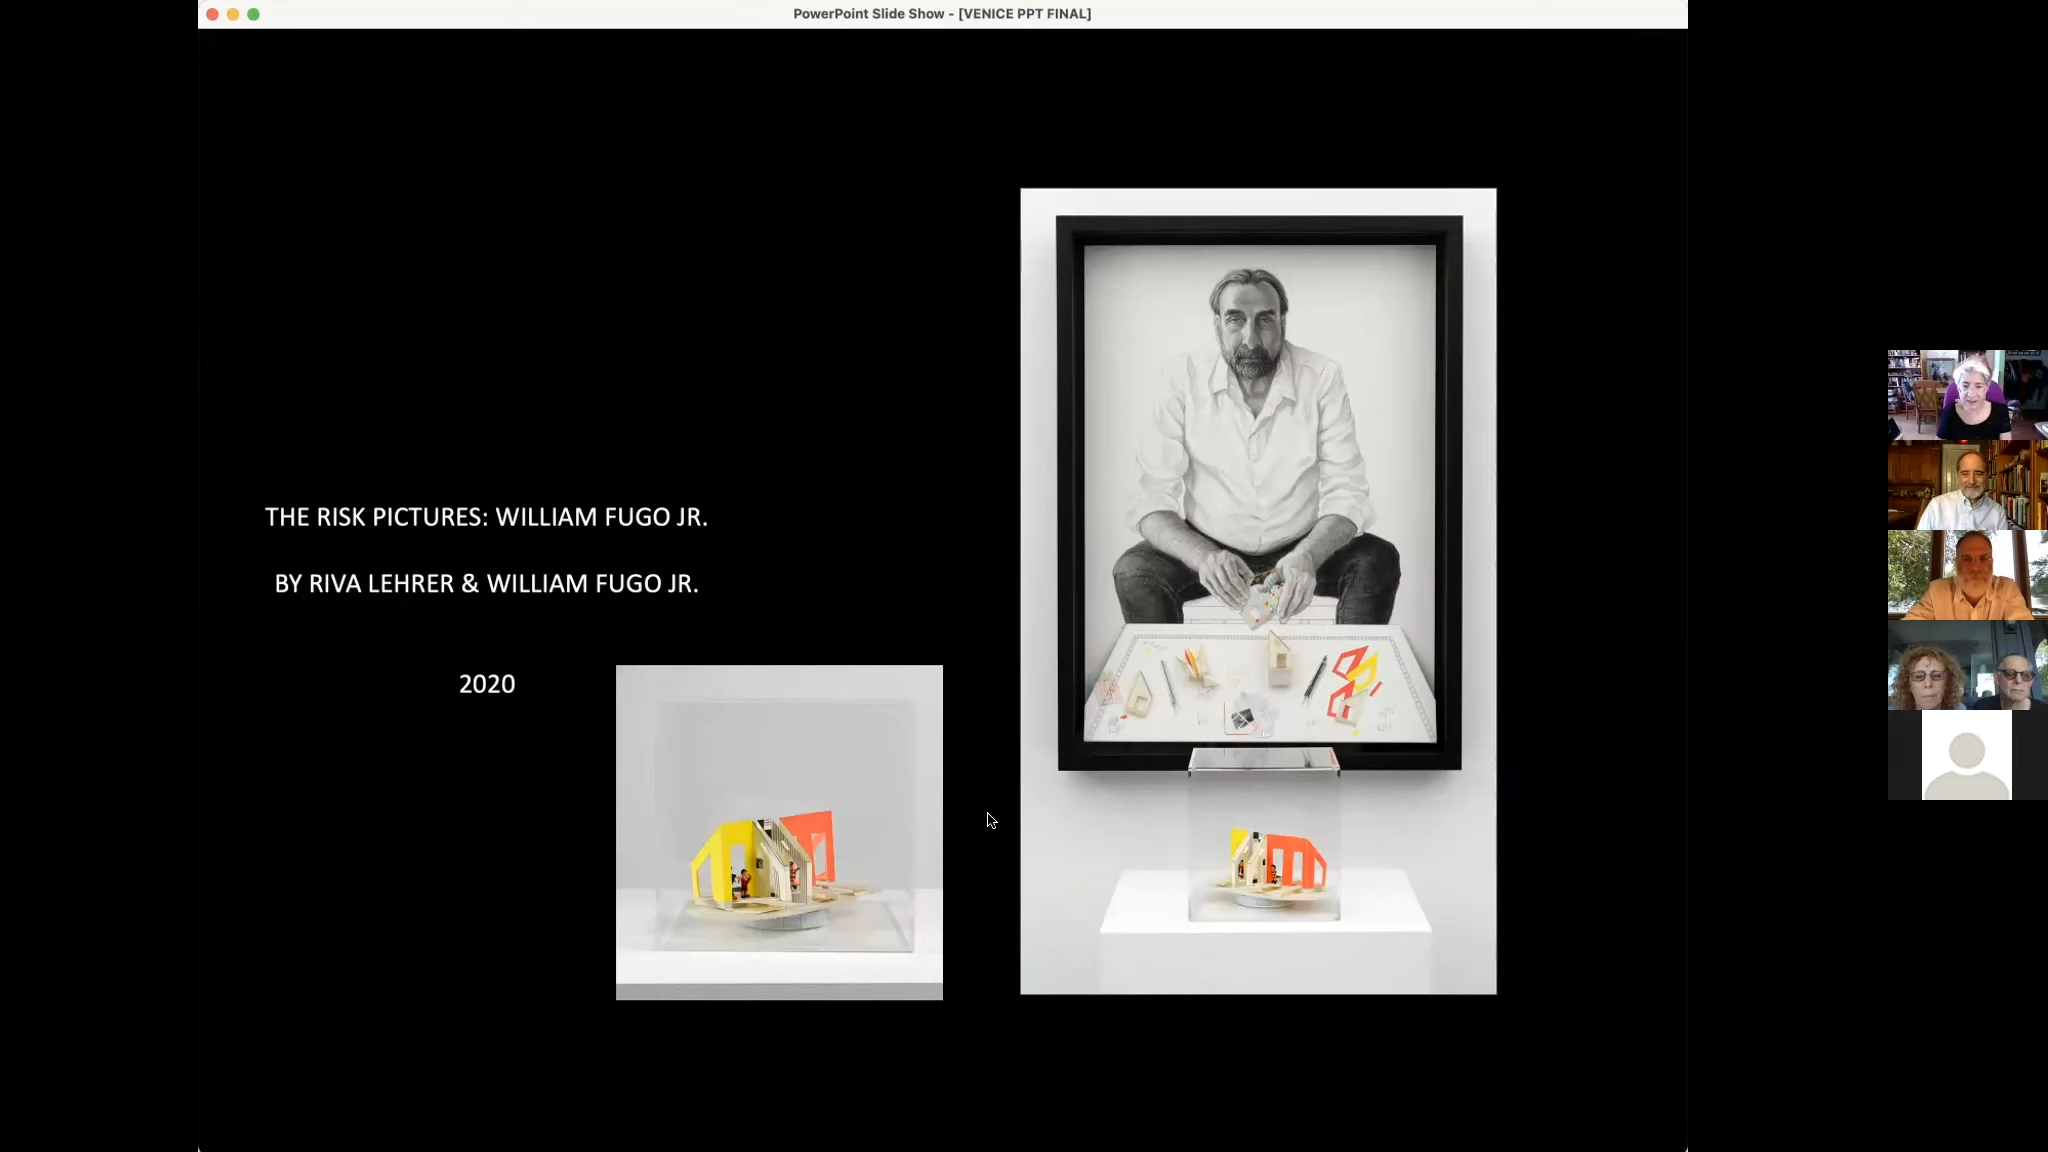 PowerPoint Slide Show - [VENICE PPT FINAL]
THE RISK PICTURES: WILLIAM FUGO JR.
BY RIVA LEHRER & WILLIAM FUGO JR.
2020